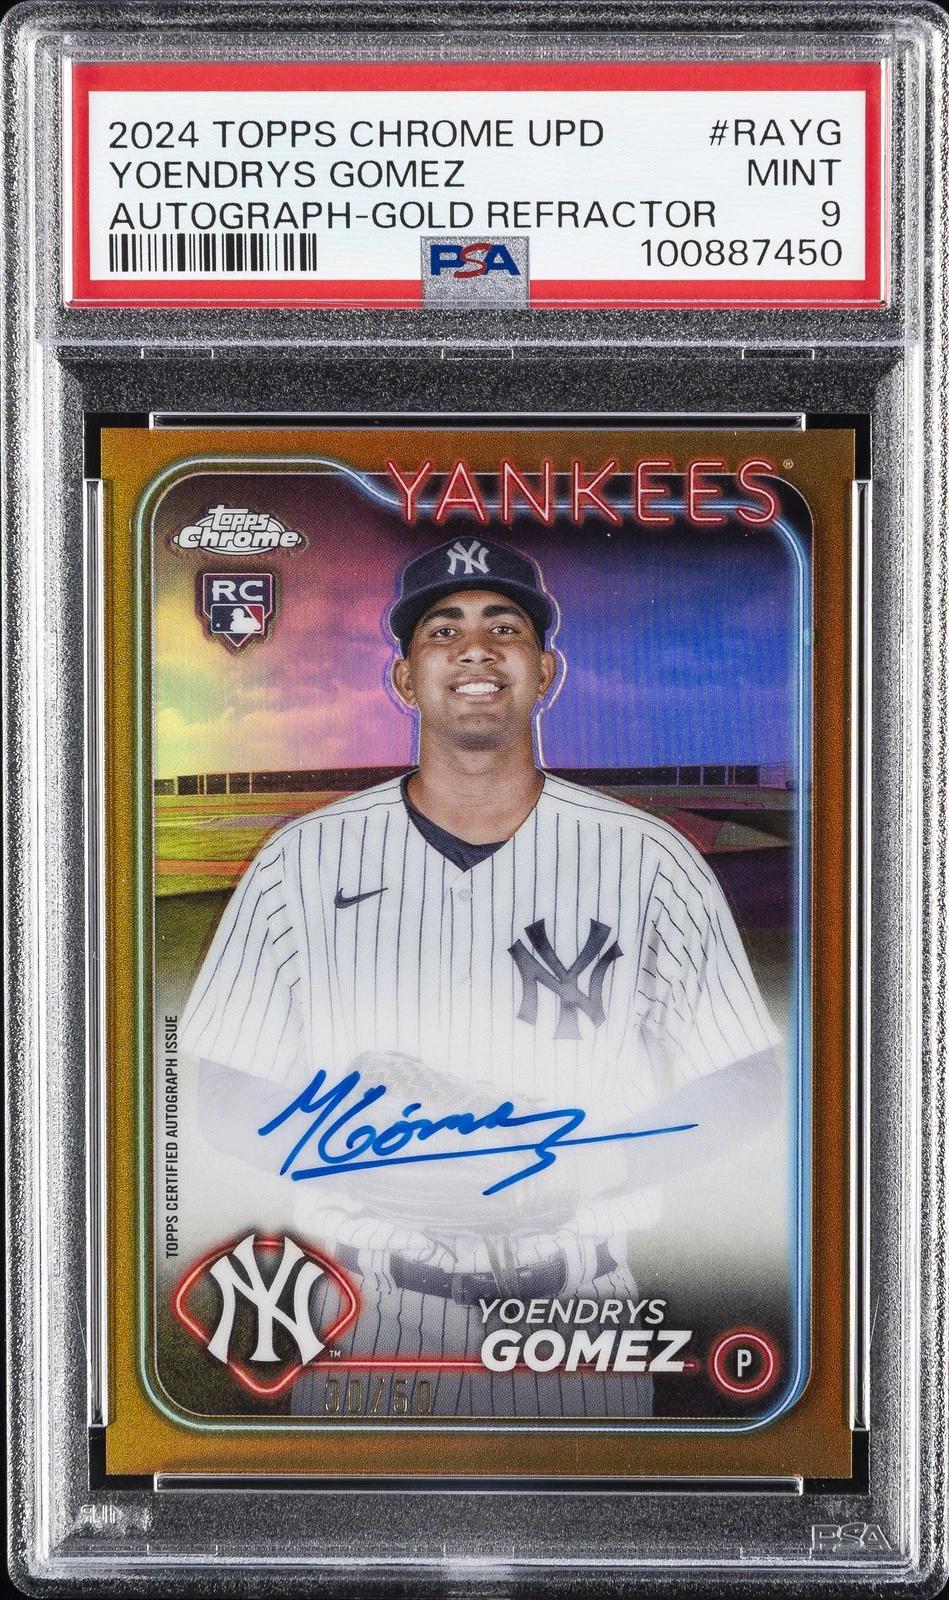 2024 TOPPS CHROME UPD #RAYG
YOENDRYS GOMEZ MINT
AUTOGRAPH-GOLD REFRACTOR 9
PSA 100887450
YANKEES®
TOPPS
Chrome
RC
NY
NY
TOPPS CERTIFIED AUTOGRAPH ISSUE
NY™
YOENDRYS
GOMEZ P
30/50
PSA